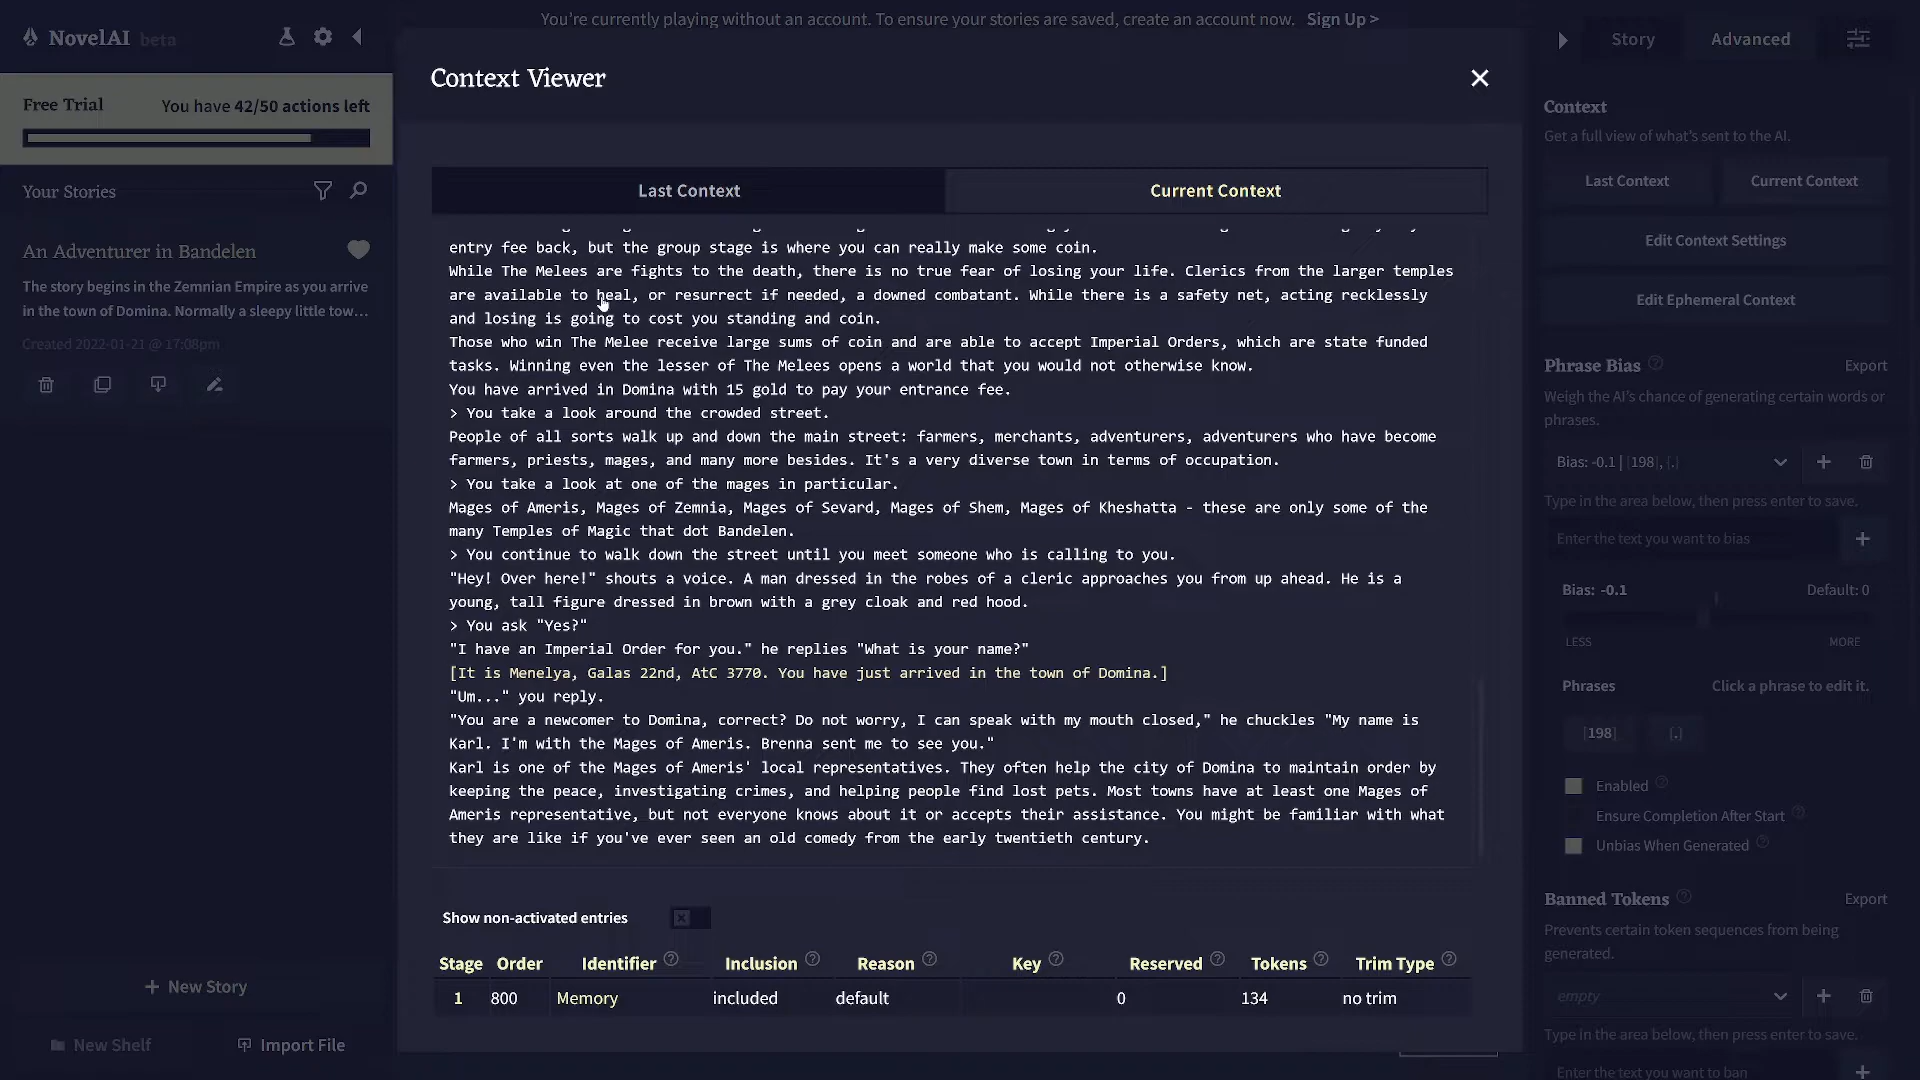 You're currently playing without an account. To ensure your stories are saved, create an account now. Sign Up >
NovelAI beta
Free Trial
You have 42/50 actions left
Your Stories
An Adventurer in Bandelen
The story begins in the Zemnian Empire as you arrive
in the town of Domina. Normally a sleepy little tow...
Created 2022-01-21 @ 17:08pm
+ New Story
New Shelf
Import File
Context Viewer
Last Context
Current Context
entry fee back, but the group stage is where you can really make some coin.
While The Melees are fights to the death, there is no true fear of losing your life. Clerics from the larger temples
are available to heal, or resurrect if needed, a downed combatant. While there is a safety net, acting recklessly
and losing is going to cost you standing and coin.
Those who win The Melee receive large sums of coin and are able to accept Imperial Orders, which are state funded
tasks. Winning even the lesser of The Melees opens a world that you would not otherwise know.
You have arrived in Domina with 15 gold to pay your entrance fee.
> You take a look around the crowded street.
People of all sorts walk up and down the main street: farmers, merchants, adventurers, adventurers who have become
farmers, priests, mages, and many more besides. It's a very diverse town in terms of occupation.
> You take a look at one of the mages in particular.
Mages of Ameris, Mages of Zemnia, Mages of Sevard, Mages of Shem, Mages of Kheshatta - these are only some of the
many Temples of Magic that dot Bandelen.
> You continue to walk down the street until you meet someone who is calling to you.
"Hey! Over here!" shouts a voice. A man dressed in the robes of a cleric approaches you from up ahead. He is a
young, tall figure dressed in brown with a grey cloak and red hood.
> You ask "Yes?"
"I have an Imperial Order for you." he replies "What is your name?"
[It is Menelya, Galas 22nd, AtC 3770. You have just arrived in the town of Domina.]
"Um..." you reply.
"You are a newcomer to Domina, correct? Do not worry, I can speak with my mouth closed," he chuckles "My name is
Karl. I'm with the Mages of Ameris. Brenna sent me to see you."
Karl is one of the Mages of Ameris' local representatives. They often help the city of Domina to maintain order by
keeping the peace, investigating crimes, and helping people find lost pets. Most towns have at least one Mages of
Ameris representative, but not everyone knows about it or accepts their assistance. You might be familiar with what
they are like if you've ever seen an old comedy from the early twentieth century.
Show non-activated entries
Stage Order Identifier Inclusion Reason Key Reserved Tokens Trim Type
1 800 Memory included default 0 134 no trim
Story
Advanced
Context
Get a full view of what's sent to the AI.
Last Context
Current Context
Edit Context Settings
Edit Ephemeral Context
Phrase Bias
Export
Weigh the AI's chance of generating certain words or
phrases.
Bias: -0.1 | [198], [.]
Type in the area below, then press enter to save.
Enter the text you want to bias
Bias: -0.1
Default: 0
LESS
MORE
Phrases
Click a phrase to edit it.
[198]
[.]
Enabled
Ensure Completion After Start
Unbias When Generated
Banned Tokens
Export
Prevents certain token sequences from being
generated.
empty
Type in the area below, then press enter to save.
Enter the text you want to ban